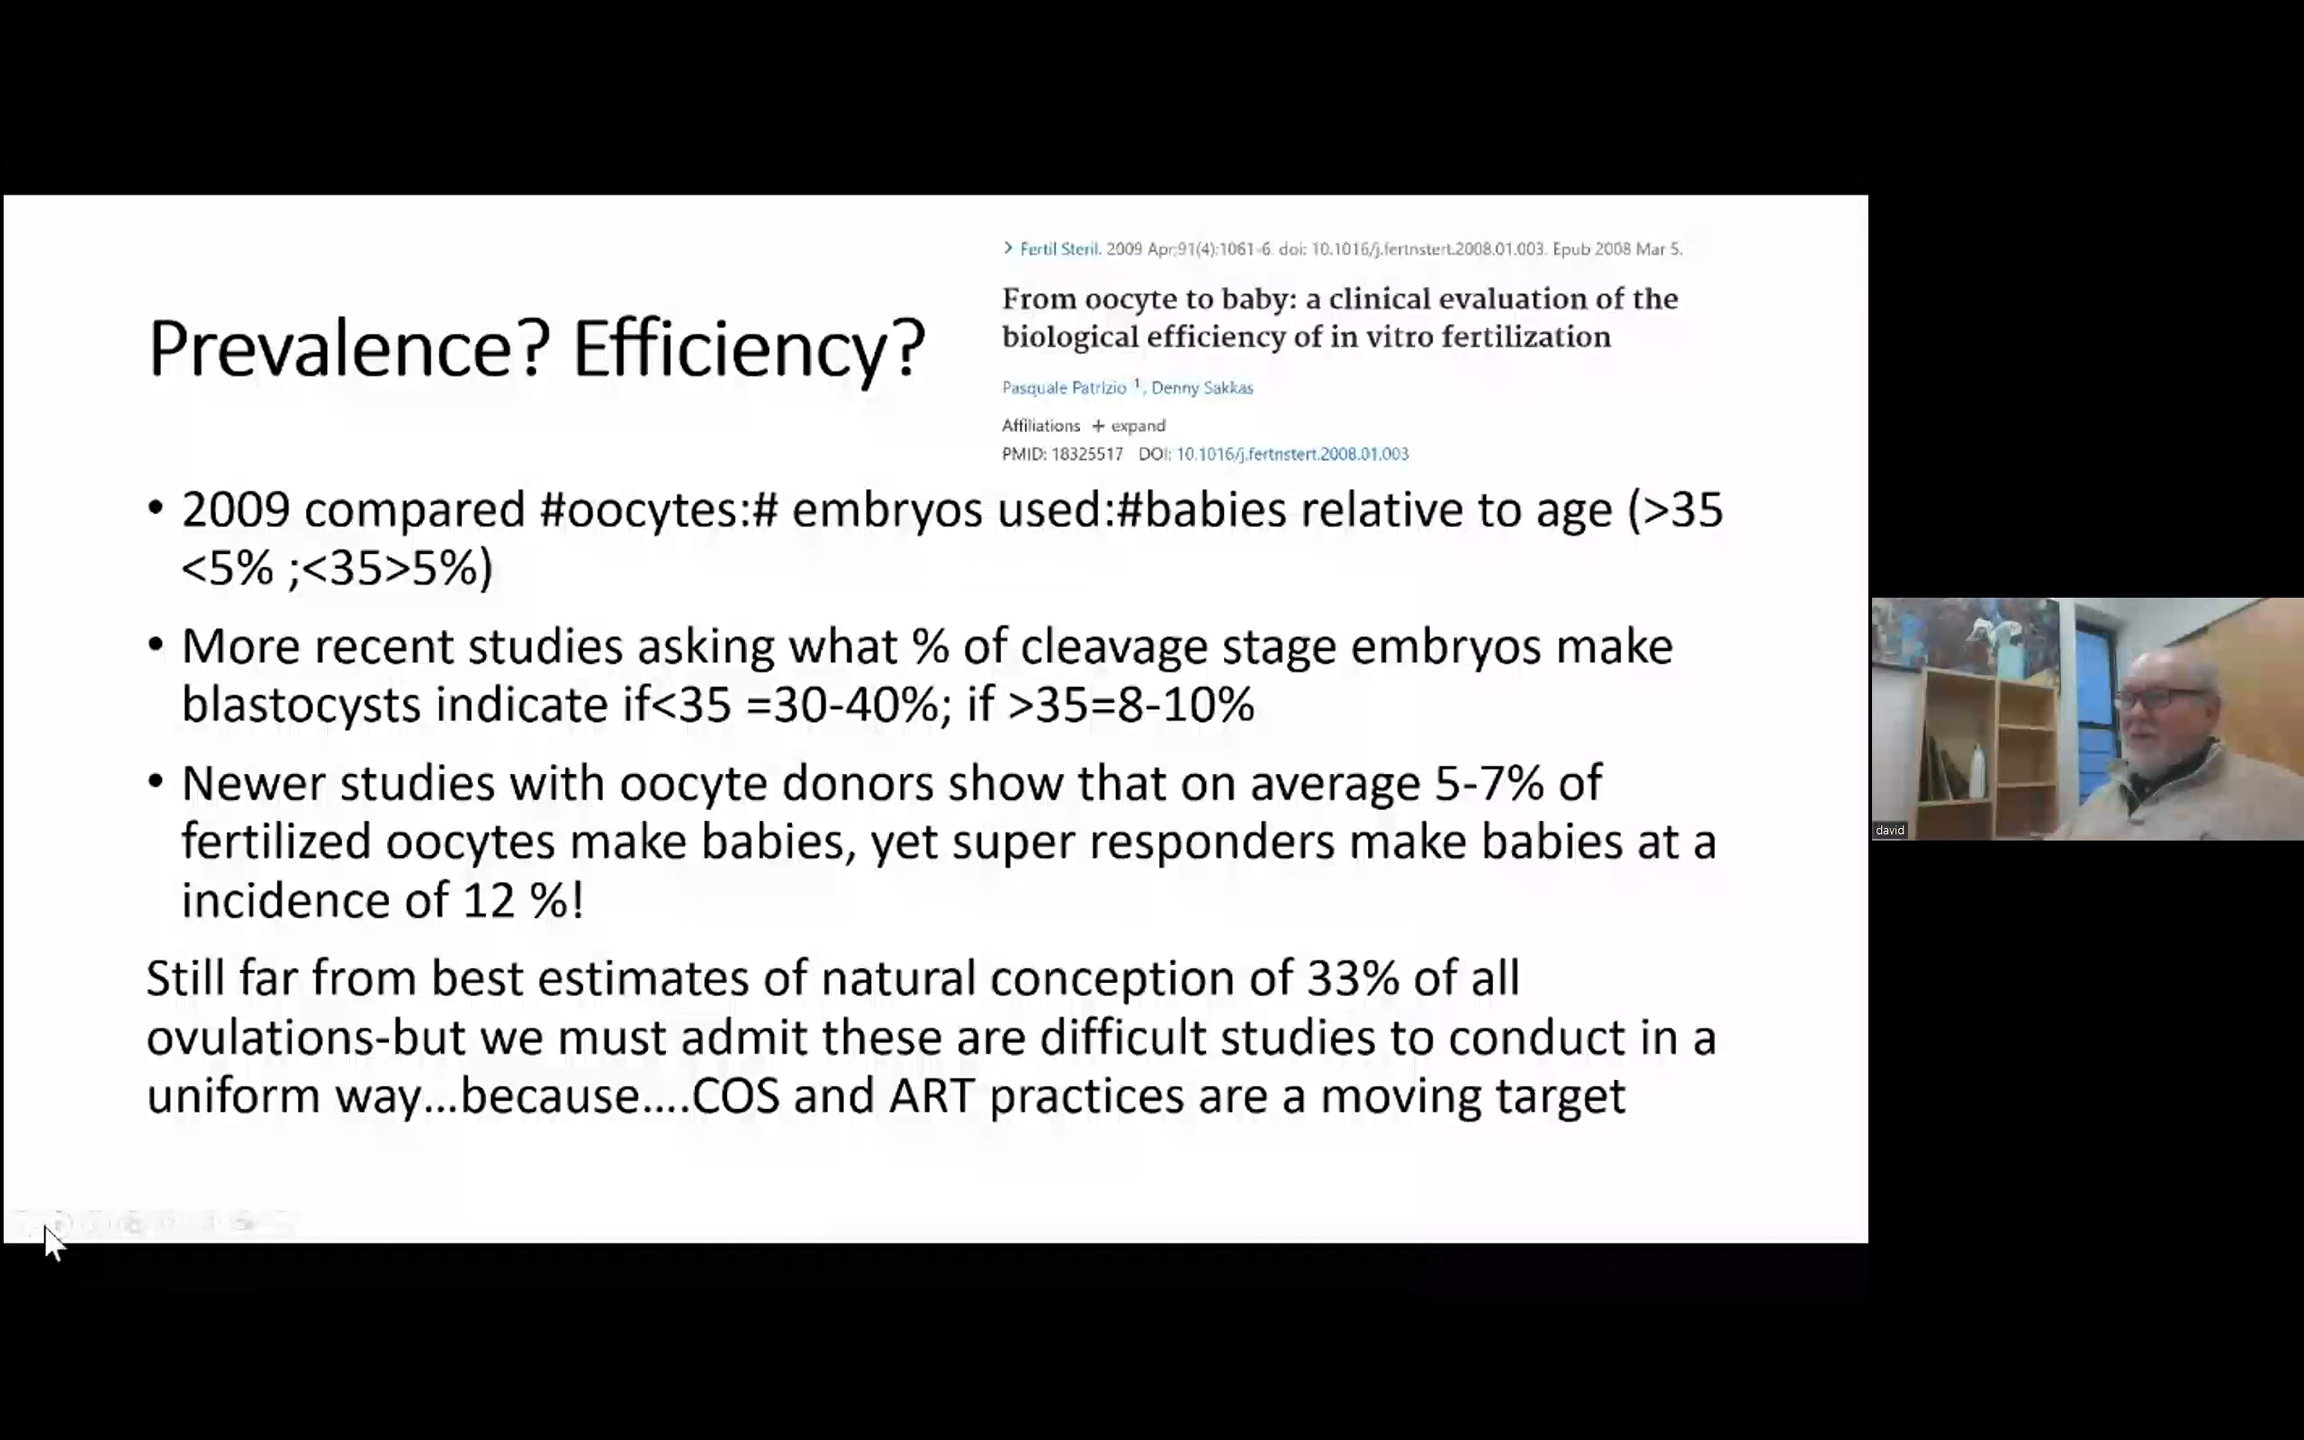 > Fertil Steril. 2009 Apr;91(4):1061-6. doi: 10.1016/j.fertnstert.2008.01.003. Epub 2008 Mar 5.
From oocyte to baby: a clinical evaluation of the
biological efficiency of in vitro fertilization
Pasquale Patrizio 1, Denny Sakkas
Affiliations + expand
PMID: 18325517 DOI: 10.1016/j.fertnstert.2008.01.003
Prevalence? Efficiency?
• 2009 compared #oocytes:# embryos used:#babies relative to age (>35
<5% ;<35>5%)
• More recent studies asking what % of cleavage stage embryos make
blastocysts indicate if<35 =30-40%; if >35=8-10%
• Newer studies with oocyte donors show that on average 5-7% of
fertilized oocytes make babies, yet super responders make babies at a
incidence of 12 %!
Still far from best estimates of natural conception of 33% of all
ovulations-but we must admit these are difficult studies to conduct in a
uniform way...because....COS and ART practices are a moving target
david